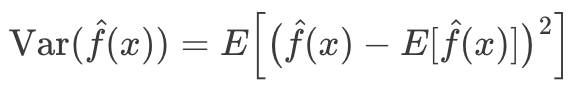 Var(f̂(x)) = E[(f̂(x) − E[f̂(x)])²]